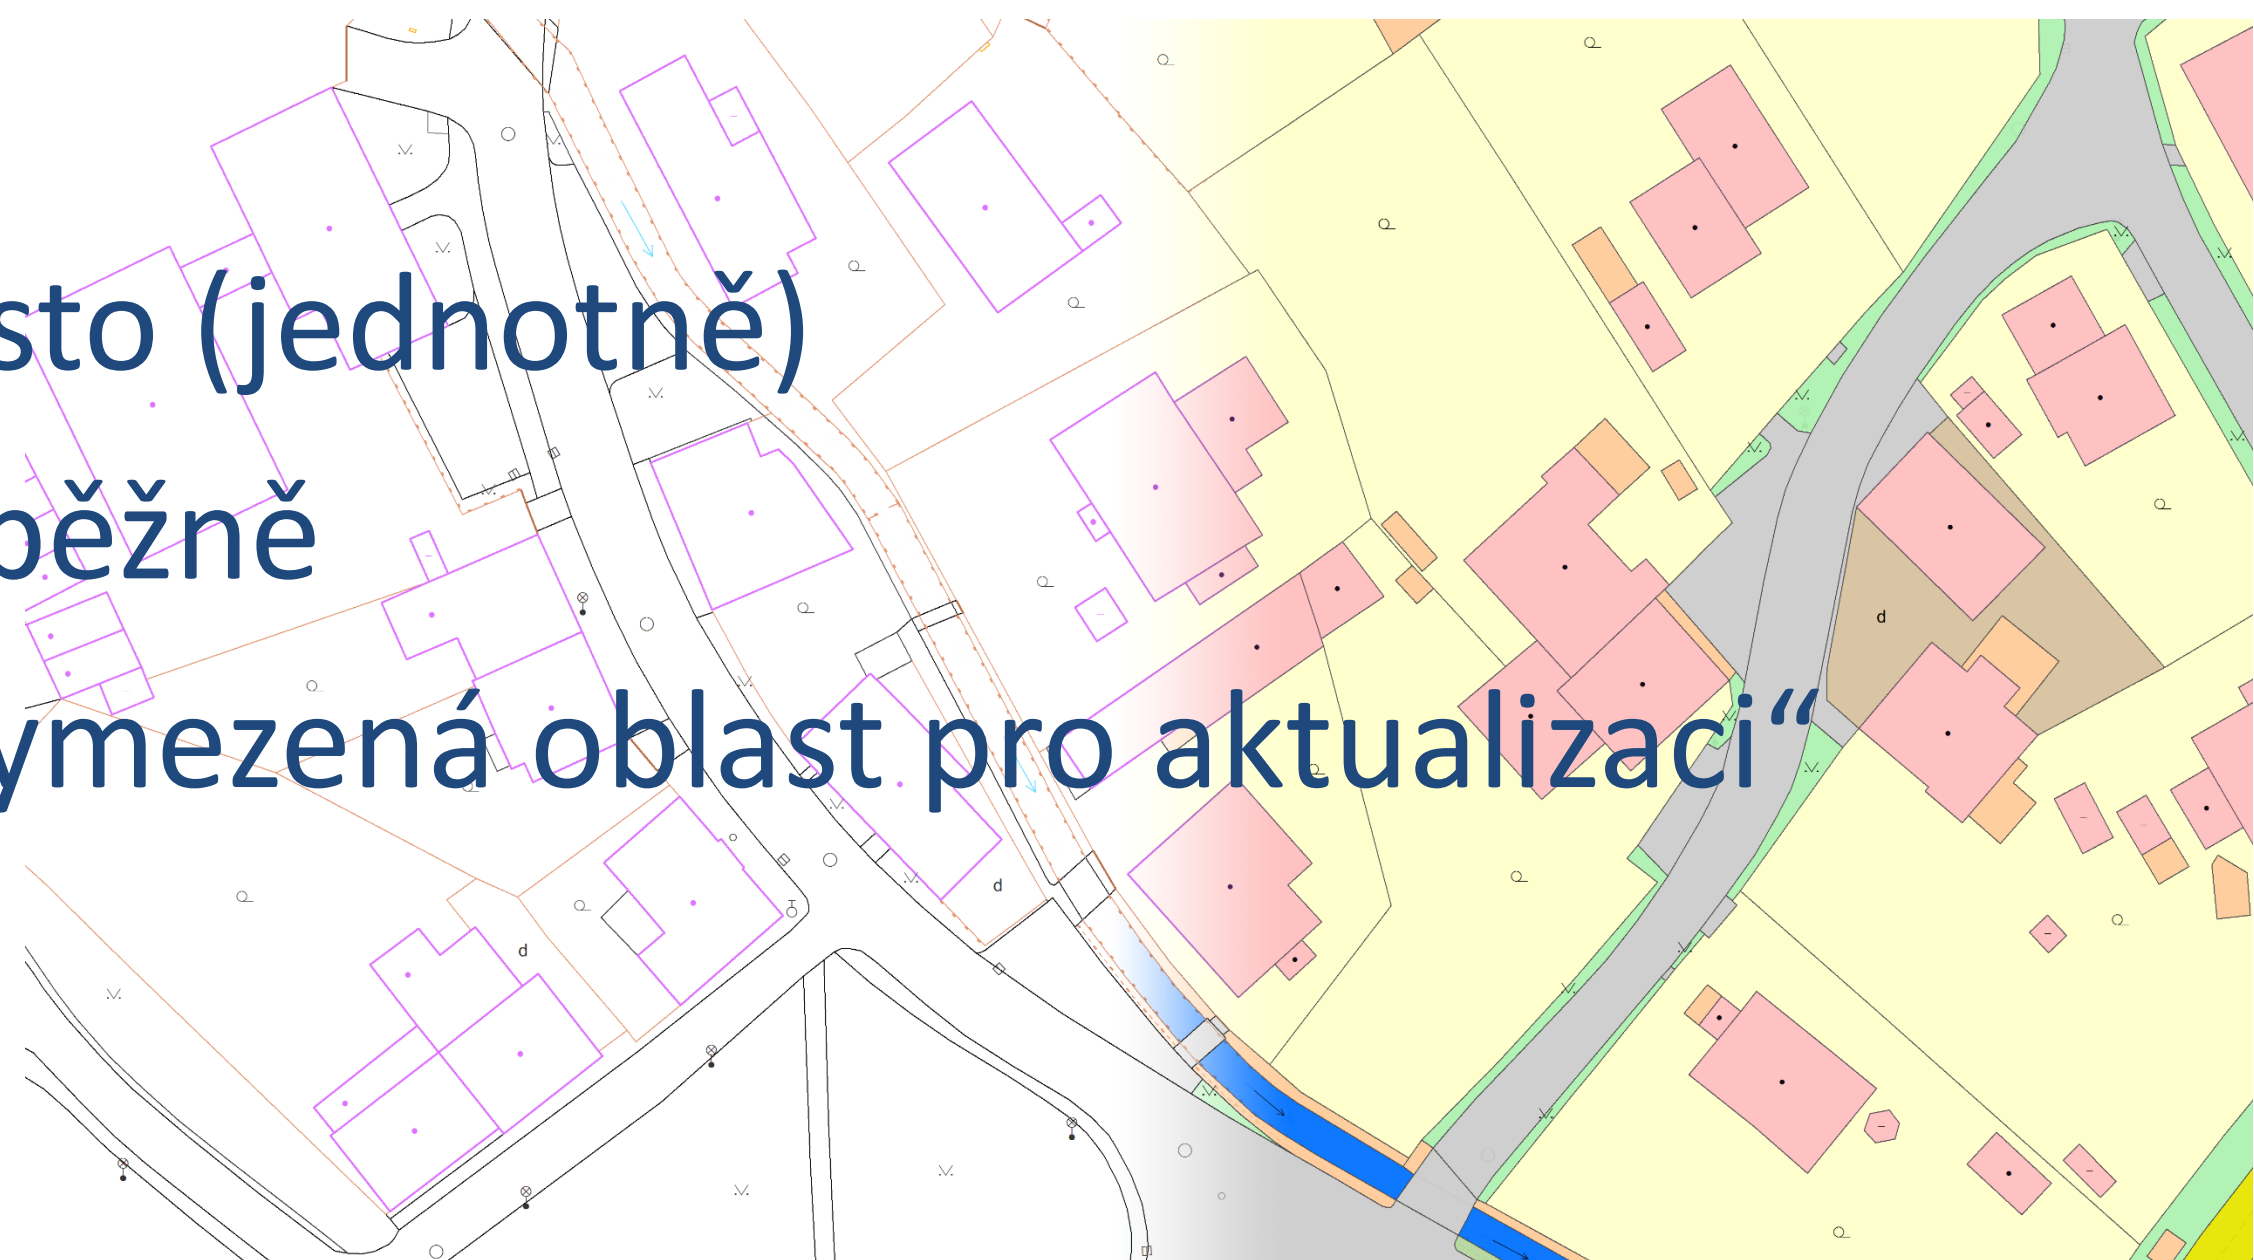 sto (jednotně)
běžně
ymezená oblast pro aktualizaci“
d
d
d